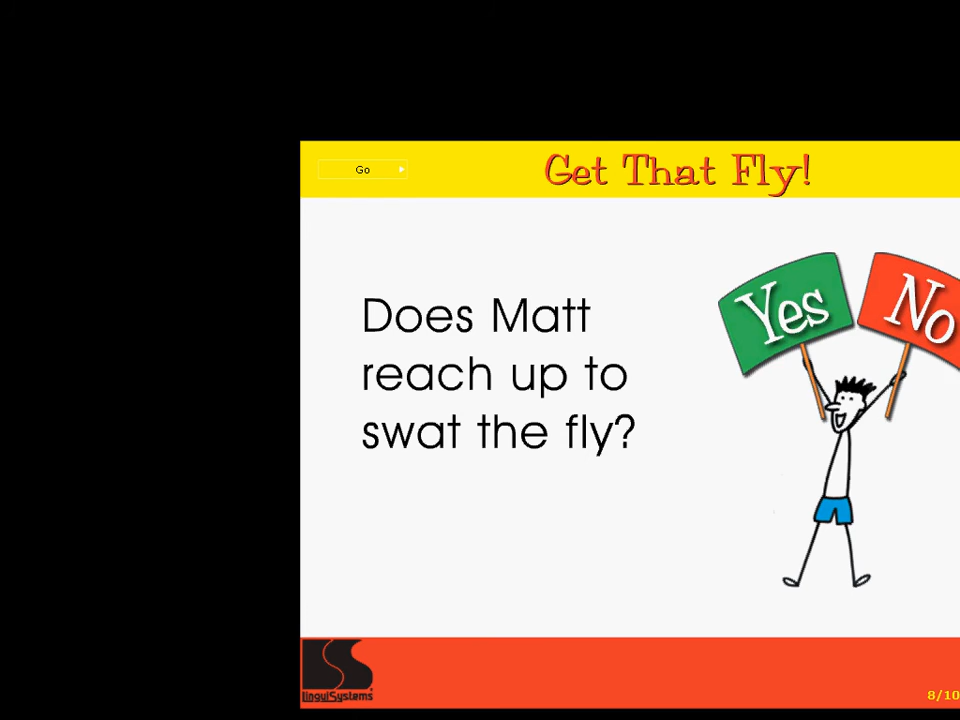 Go
Get That Fly!
Does Matt
reach up to
swat the fly?
Yes
No
LinguiSystems
8/10